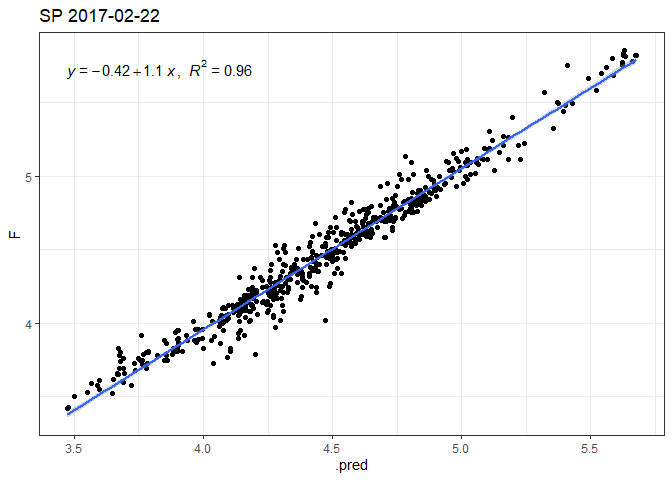 SP 2017-02-22
y = −0.42 + 1.1 x, R² = 0.96
F
5
4
3.5 4.0 4.5 5.0 5.5
.pred